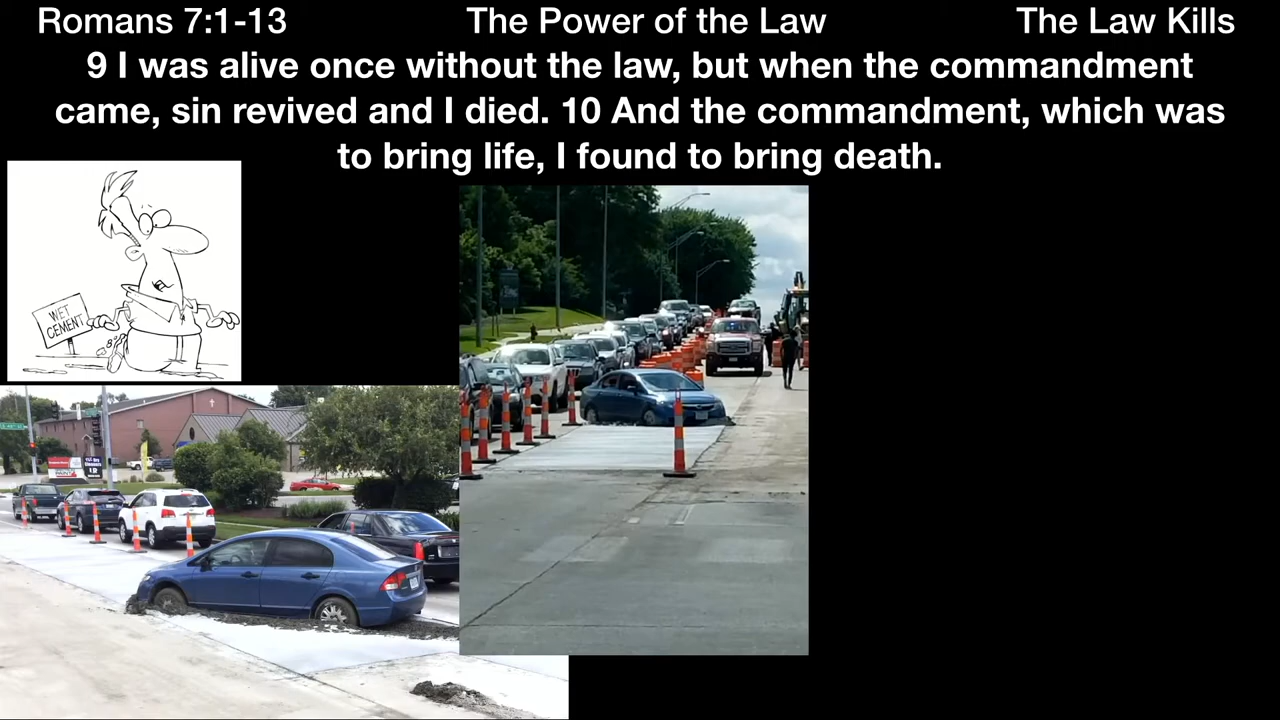 Romans 7:1-13
The Power of the Law
The Law Kills
9 I was alive once without the law, but when the commandment
came, sin revived and I died. 10 And the commandment, which was
to bring life, I found to bring death.
WET
CEMENT